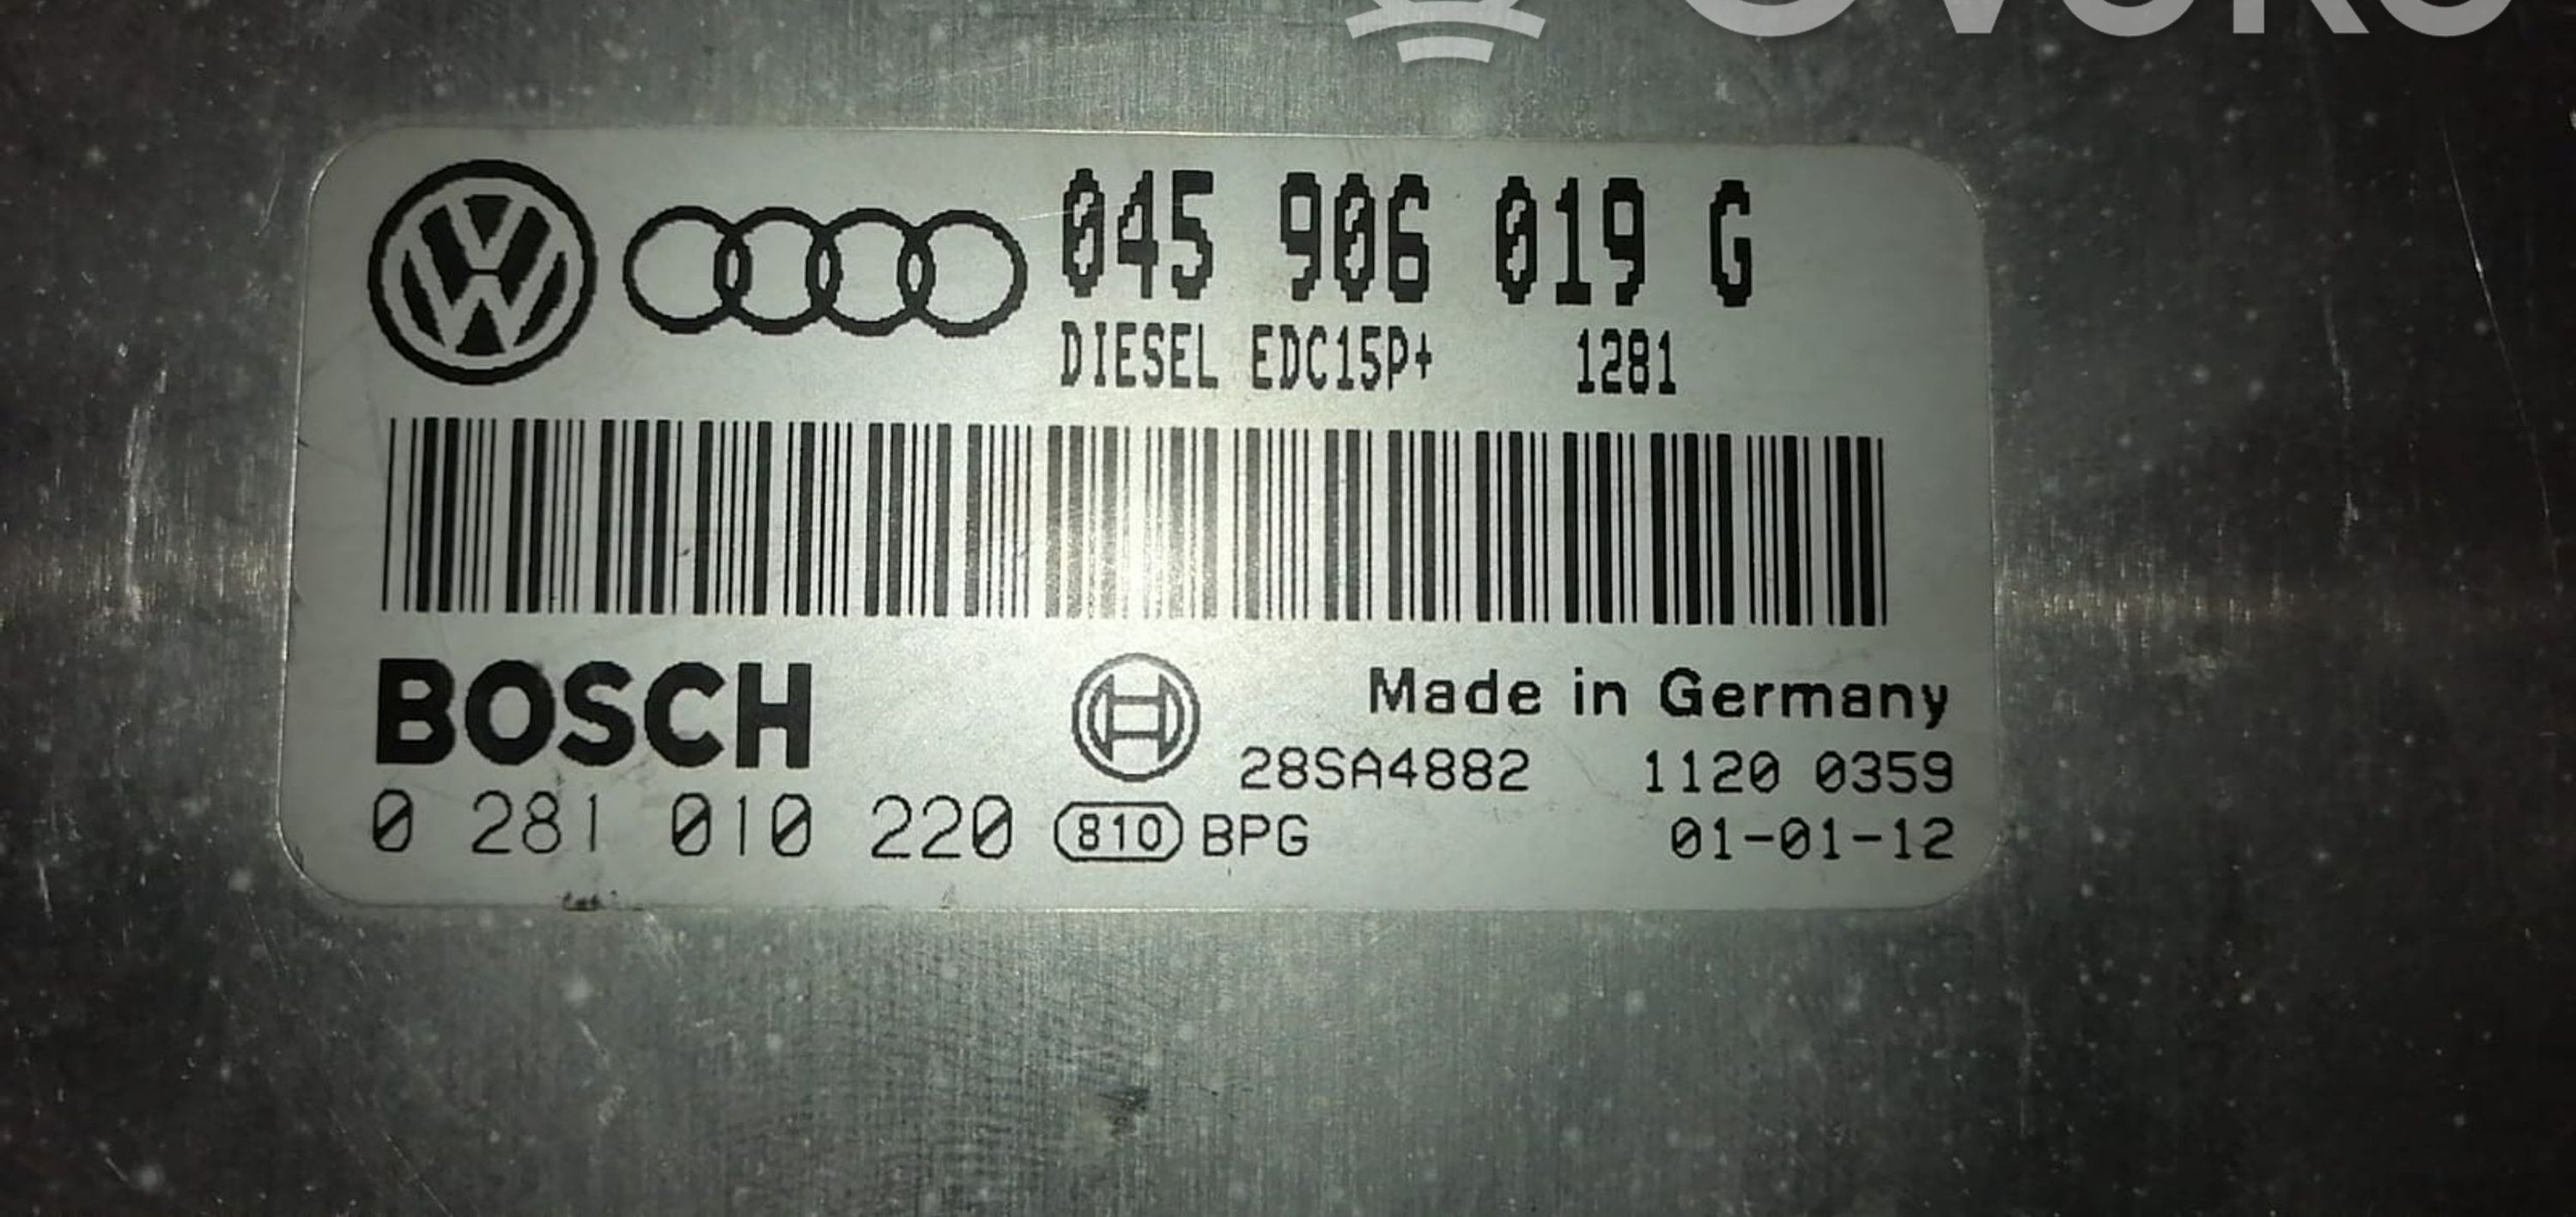 045 906 019 G
DIESEL EDC15P+ 1281
BOSCH
Made in Germany
28SA4882 1120 0359
0 281 010 220 810 BPG 01-01-12